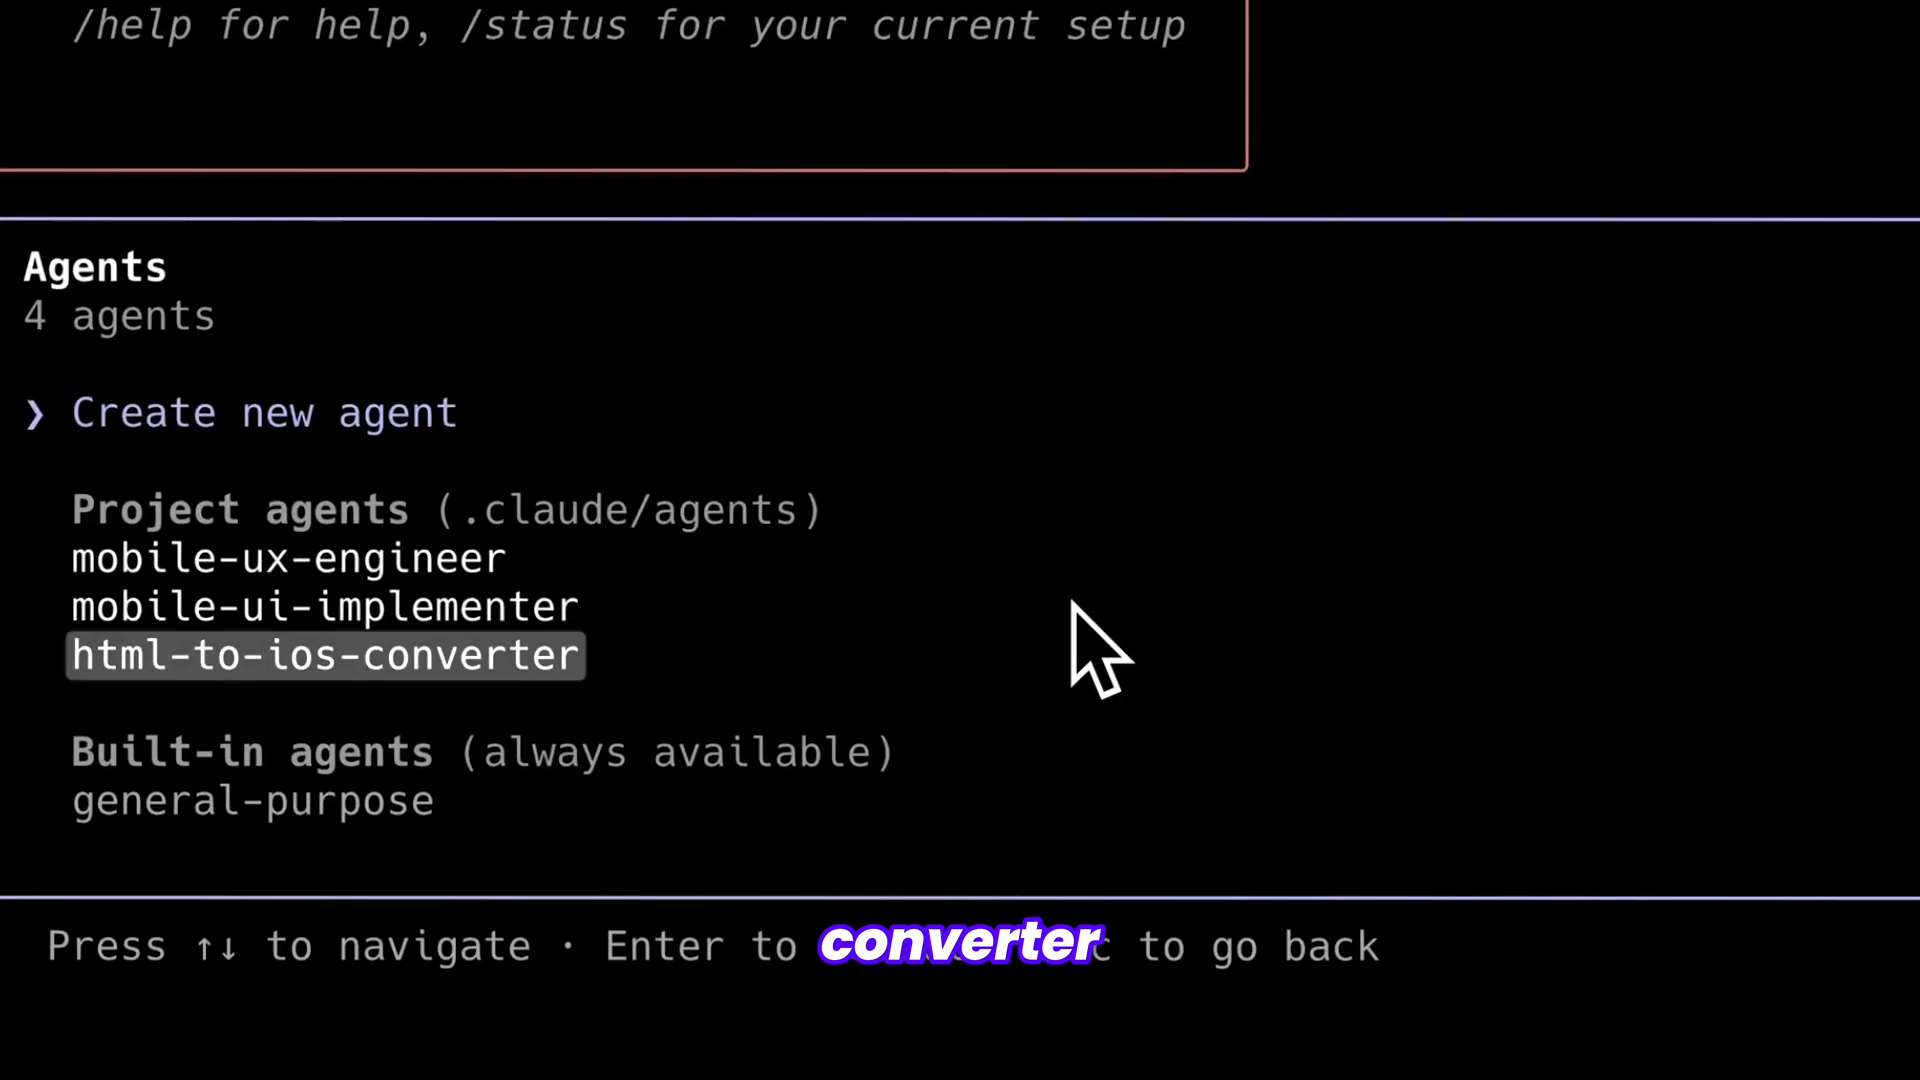 /help for help, /status for your current setup
Agents
4 agents
❯ Create new agent
Project agents (.claude/agents)
mobile-ux-engineer
mobile-ui-implementer
html-to-ios-converter
Built-in agents (always available)
general-purpose
Press ↑↓ to navigate · Enter to
converter
to go back